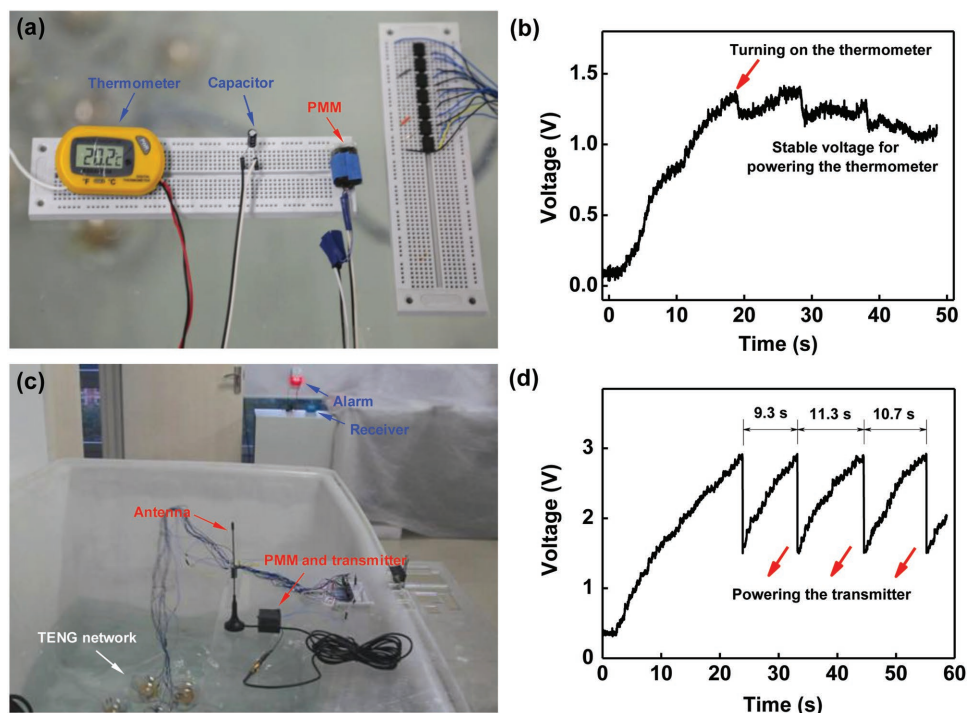 (a)
Thermometer
Capacitor
PMM
20.2°C
(b)
Turning on the thermometer
Stable voltage for
powering the thermometer
Voltage (V)
1.5
1.0
0.5
0.0
0 10 20 30 40 50
Time (s)
(c)
Alarm
Receiver
Antenna
PMM and transmitter
TENG network
(d)
9.3 s 11.3 s 10.7 s
Powering the transmitter
Voltage (V)
3
2
1
0
0 10 20 30 40 50 60
Time (s)